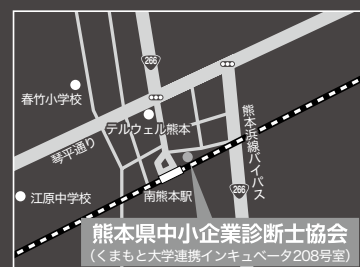 266
春竹小学校
テルウェル熊本
琴平通り
熊本浜線バイパス
江原中学校
南熊本駅
266
熊本県中小企業診断士協会
(くまもと大学連携インキュベータ208号室)